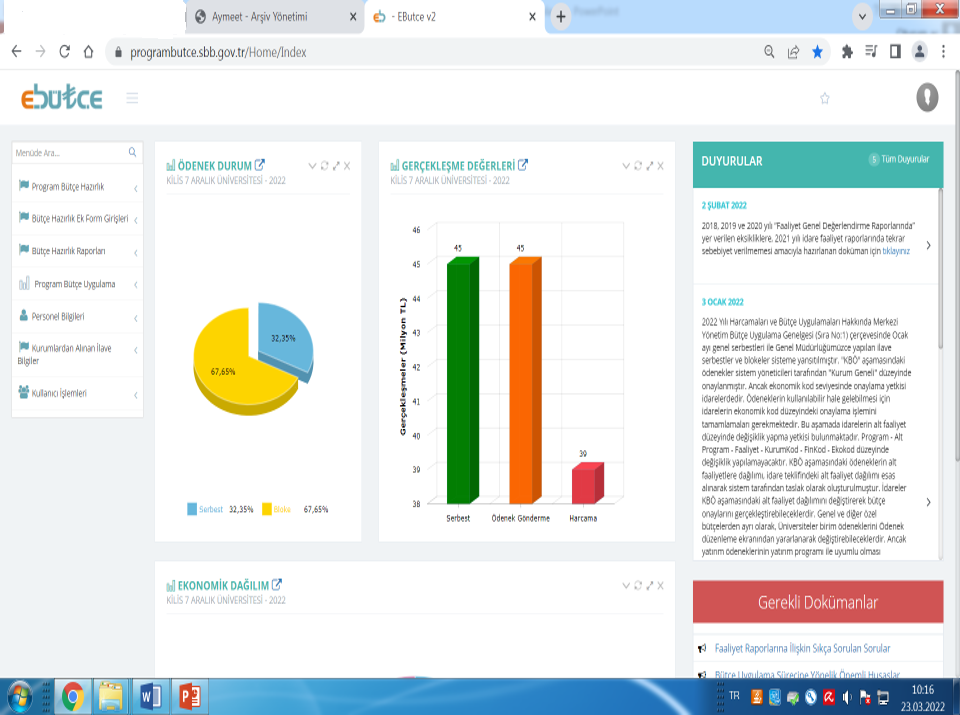 Aymeet - Arşiv Yönetimi
- EButce v2
programbutce.sbb.gov.tr/Home/Index
ebütçe
Menüde Ara...
Program Bütçe Hazırlık
Bütçe Hazırlık Ek Form Girişleri
Bütçe Hazırlık Raporları
Program Bütçe Uygulama
Personel Bilgileri
Kurumlardan Alınan İlave
Bilgiler
Kullanıcı İşlemleri
ÖDENEK DURUM
KİLİS 7 ARALIK ÜNİVERSİTESİ - 2022
32,35%
67,65%
Serbest 32,35% Bloke 67,65%
GERÇEKLEŞME DEĞERLERİ
KİLİS 7 ARALIK ÜNİVERSİTESİ - 2022
Gerçekleşmeler (Milyon TL)
46
45
44
43
42
41
40
39
38
45
45
39
Serbest Ödenek Gönderme Harcama
EKONOMİK DAĞILIM
KİLİS 7 ARALIK ÜNİVERSİTESİ - 2022
DUYURULAR
5 Tüm Duyurular
2 ŞUBAT 2022
2018, 2019 ve 2020 yılı "Faaliyet Genel Değerlendirme Raporlarında"
yer verilen eksikliklere, 2021 yılı idare faaliyet raporlarında tekrar
sebebiyet verilmemesi amacıyla hazırlanan doküman için tıklayınız
3 OCAK 2022
2022 Yılı Harcamaları ve Bütçe Uygulamaları Hakkında Merkezi
Yönetim Bütçe Uygulama Genelgesi (Sıra No:1) çerçevesinde Ocak
ayı genel serbestleri ile Genel Müdürlüğümüzce yapılan ilave
serbestler ve blokeler sisteme yansıtılmıştır. "KBÖ" aşamasındaki
ödenekler sistem yöneticileri tarafından "Kurum Geneli" düzeyinde
onaylanmıştır. Ancak ekonomik kod seviyesinde onaylama yetkisi
idarelerdedir. Ödeneklerin kullanılabilir hale gelebilmesi için
idarelerin ekonomik kod düzeyindeki onaylama işlemini
tamamlamaları gerekmektedir. Bu aşamada idarelerin alt faaliyet
düzeyinde değişiklik yapma yetkisi bulunmaktadır. Program - Alt
Program - Faaliyet - KurumKod - FinKod - Ekokod düzeyinde
değişiklik yapılamayacaktır. KBÖ aşamasındaki ödeneklerin alt
faaliyetlere dağılımı, idare teklifindeki alt faaliyet dağılımı esas
alınarak sistem tarafından taslak olarak oluşturulmuştur. İdareler
KBÖ aşamasındaki alt faaliyet dağılımını değiştirerek bütçe
onaylarını gerçekleştirebileceklerdir. Genel ve diğer özel
bütçelerden ayrı olarak, Üniversiteler birim ödeneklerini Ödenek
düzenleme ekranından yararlanarak değiştirebileceklerdir. Ancak
yatırım ödeneklerinin yatırım programı ile uyumlu olması
Gerekli Dokümanlar
Faaliyet Raporlarına İlişkin Sıkça Sorulan Sorular
Bütçe Uygulama Sürecine Yönelik Önemli Hususlar
TR
10:16
23.03.2022